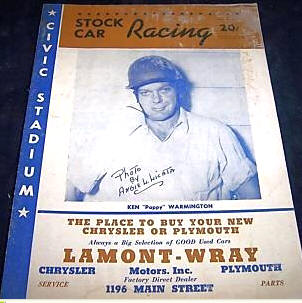 STOCK CAR Racing 20¢
★ CIVIC STADIUM ★
Photo
By
Angie L. Nicosia
KEN "Pappy" WARMINGTON
THE PLACE TO BUY YOUR NEW
CHRYSLER OR PLYMOUTH
Always a Big Selection of GOOD Used Cars
LAMONT-WRAY
CHRYSLER Motors. Inc. PLYMOUTH
Factory Direct Dealer
SERVICE 1196 MAIN STREET PARTS